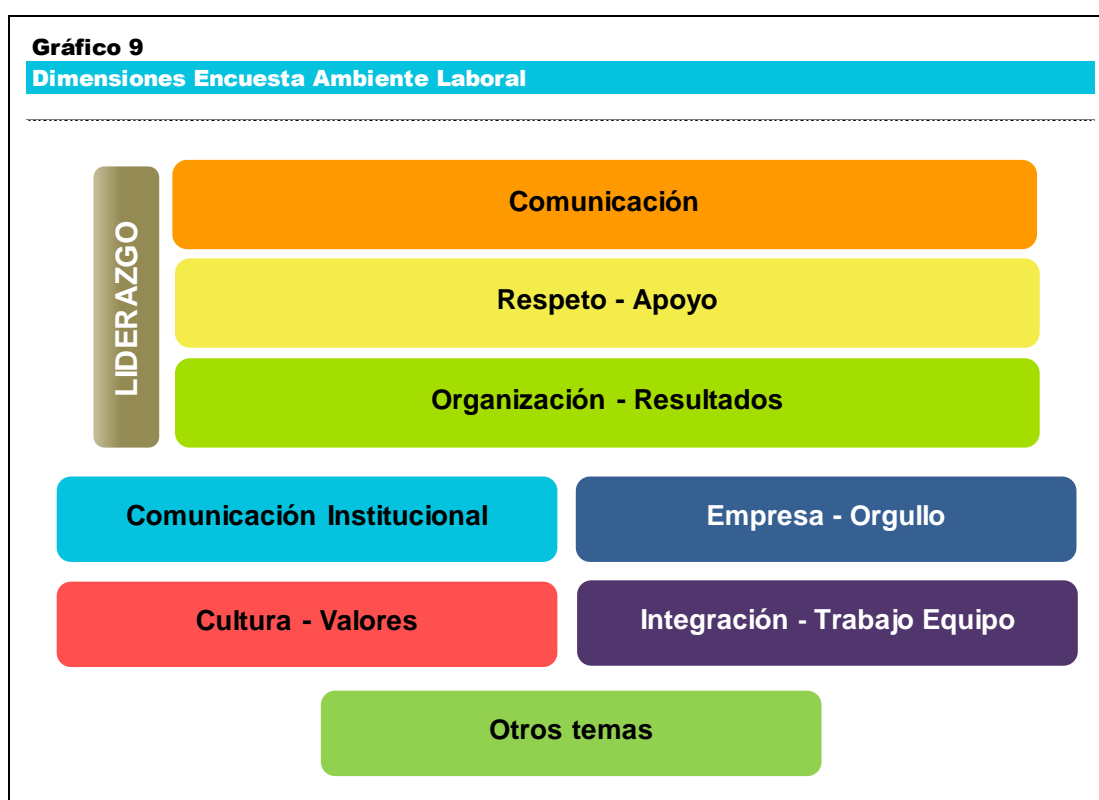 Gráfico 9
Dimensiones Encuesta Ambiente Laboral
LIDERAZGO
Comunicación
Respeto - Apoyo
Organización - Resultados
Comunicación Institucional
Empresa - Orgullo
Cultura - Valores
Integración - Trabajo Equipo
Otros temas